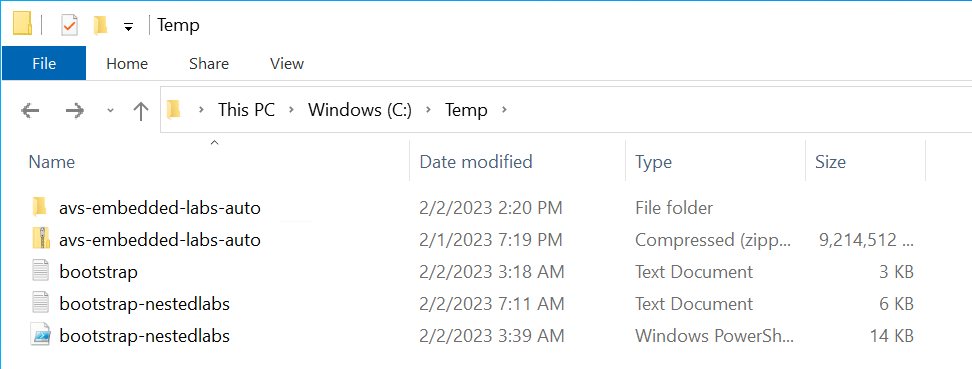 Temp
File Home Share View
This PC Windows (C:) Temp
Name Date modified Type Size
avs-embedded-labs-auto 2/2/2023 2:20 PM File folder
avs-embedded-labs-auto 2/1/2023 7:19 PM Compressed (zipp... 9,214,512 ...
bootstrap 2/2/2023 3:18 AM Text Document 3 KB
bootstrap-nestedlabs 2/2/2023 7:11 AM Text Document 6 KB
bootstrap-nestedlabs 2/2/2023 3:39 AM Windows PowerSh... 14 KB